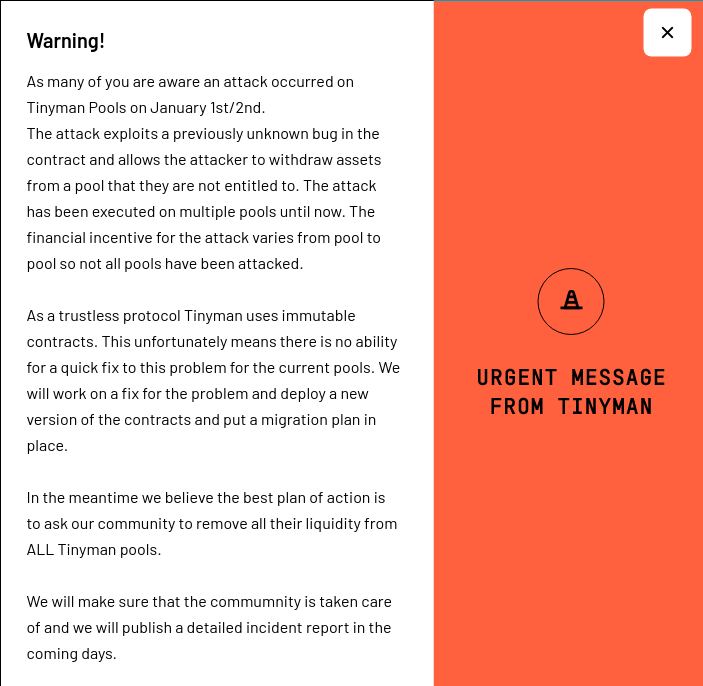 Warning!
As many of you are aware an attack occurred on
Tinyman Pools on January 1st/2nd.
The attack exploits a previously unknown bug in the
contract and allows the attacker to withdraw assets
from a pool that they are not entitled to. The attack
has been executed on multiple pools until now. The
financial incentive for the attack varies from pool to
pool so not all pools have been attacked.
As a trustless protocol Tinyman uses immutable
contracts. This unfortunately means there is no ability
for a quick fix to this problem for the current pools. We
will work on a fix for the problem and deploy a new
version of the contracts and put a migration plan in
place.
In the meantime we believe the best plan of action is
to ask our community to remove all their liquidity from
ALL Tinyman pools.
We will make sure that the commumnity is taken care
of and we will publish a detailed incident report in the
coming days.
URGENT MESSAGE
FROM TINYMAN